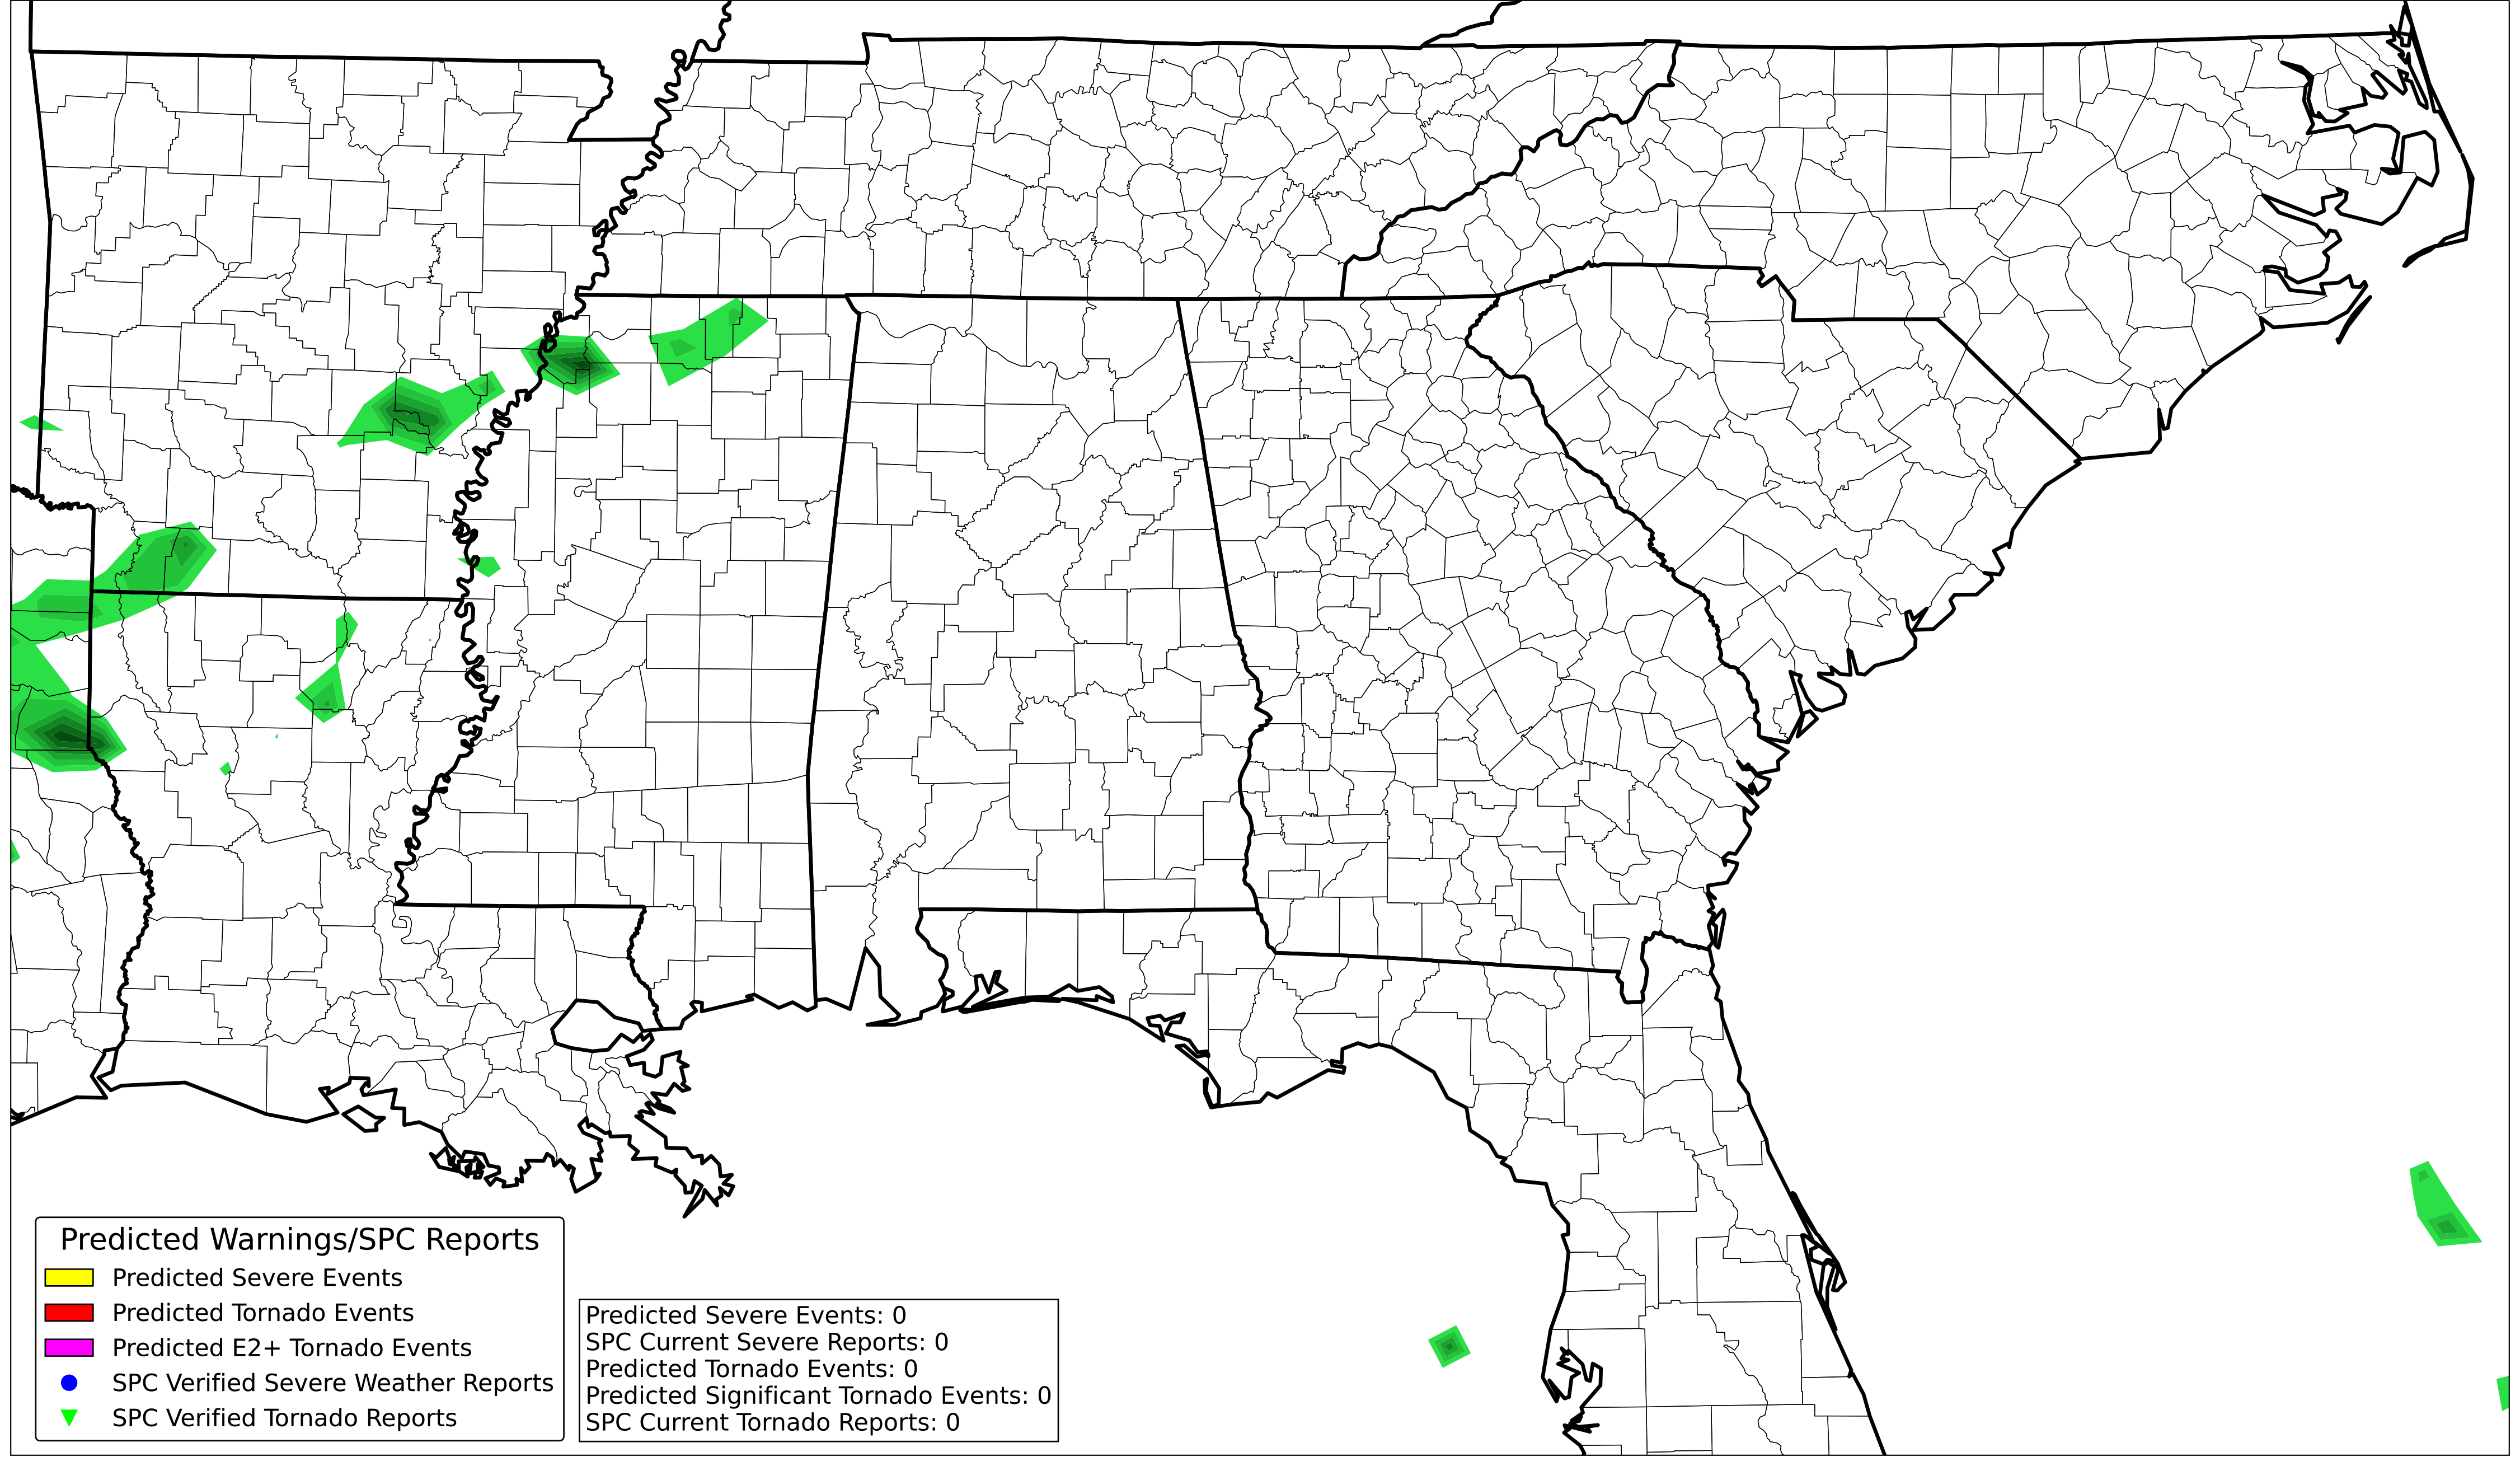 Predicted Warnings/SPC Reports
Predicted Severe Events
Predicted Tornado Events
Predicted E2+ Tornado Events
SPC Verified Severe Weather Reports
SPC Verified Tornado Reports
Predicted Severe Events: 0
SPC Current Severe Reports: 0
Predicted Tornado Events: 0
Predicted Significant Tornado Events: 0
SPC Current Tornado Reports: 0